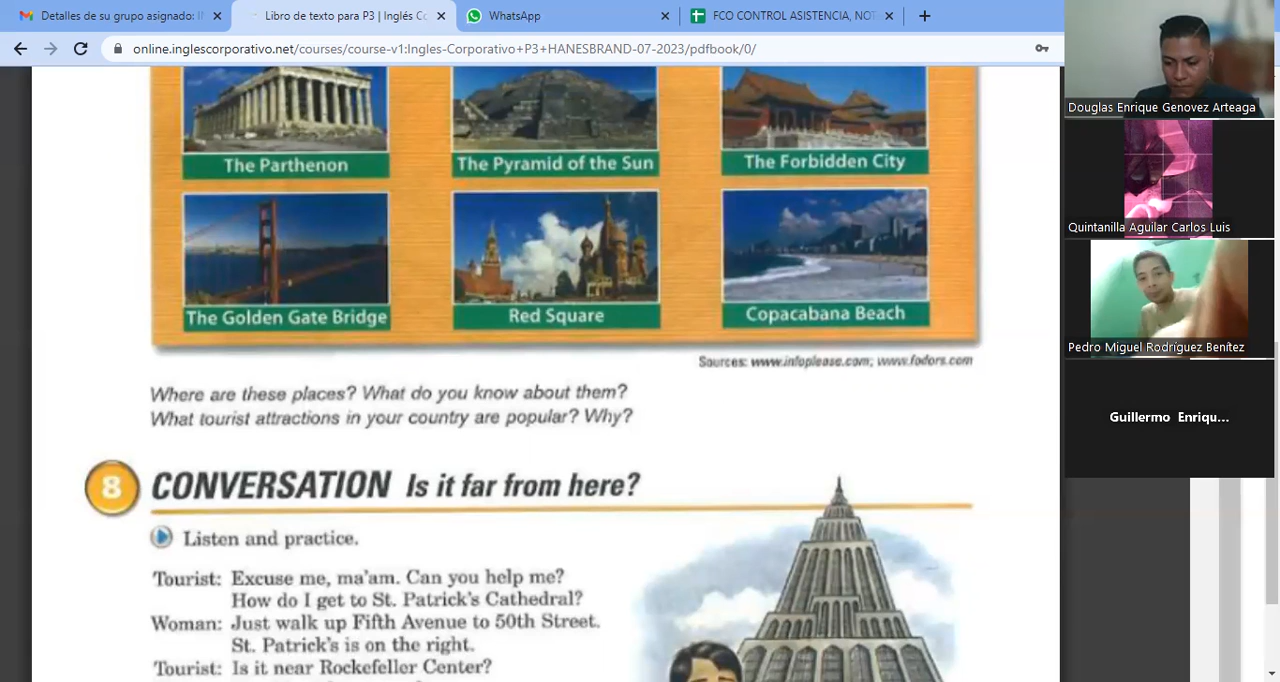 Detalles de su grupo asignado: I
Libro de texto para P3 | Inglés Co
WhatsApp
FCO CONTROL ASISTENCIA, NOT
online.inglescorporativo.net/courses/course-v1:Ingles-Corporativo+P3+HANESBRAND-07-2023/pdfbook/0/
The Parthenon
The Pyramid of the Sun
The Forbidden City
The Golden Gate Bridge
Red Square
Copacabana Beach
Sources: www.infoplease.com; www.fodors.com
Where are these places? What do you know about them?
What tourist attractions in your country are popular? Why?
8 CONVERSATION Is it far from here?
Listen and practice.
Tourist: Excuse me, ma'am. Can you help me?
How do I get to St. Patrick's Cathedral?
Woman: Just walk up Fifth Avenue to 50th Street.
St. Patrick's is on the right.
Tourist: Is it near Rockefeller Center?
Douglas Enrique Genovez Arteaga
Quintanilla Aguilar Carlos Luis
Pedro Miguel Rodríguez Benítez
Guillermo Enriqu...